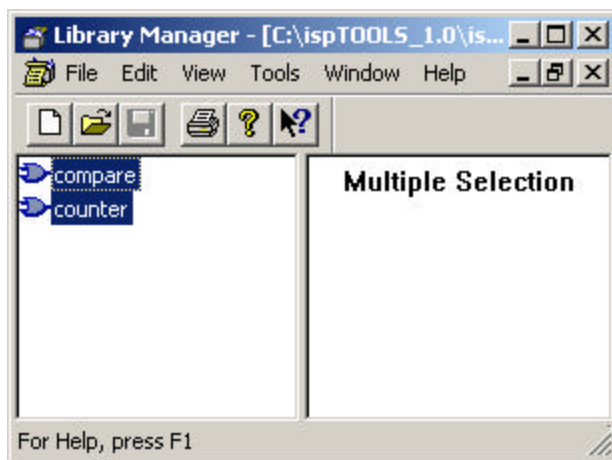 Library Manager - [C:\ispTOOLS_1.0\is...
File Edit View Tools Window Help
compare
counter
Multiple Selection
For Help, press F1